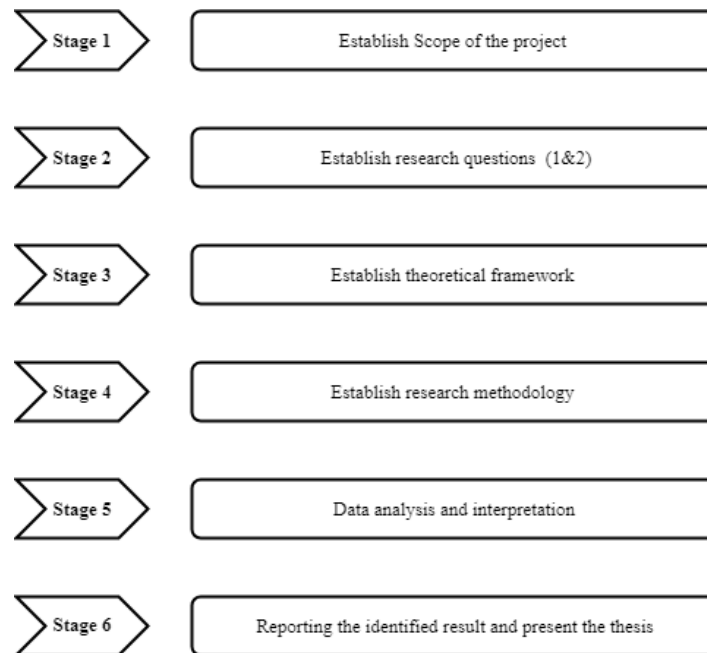 Stage 1
Establish Scope of the project
Stage 2
Establish research questions (1&2)
Stage 3
Establish theoretical framework
Stage 4
Establish research methodology
Stage 5
Data analysis and interpretation
Stage 6
Reporting the identified result and present the thesis